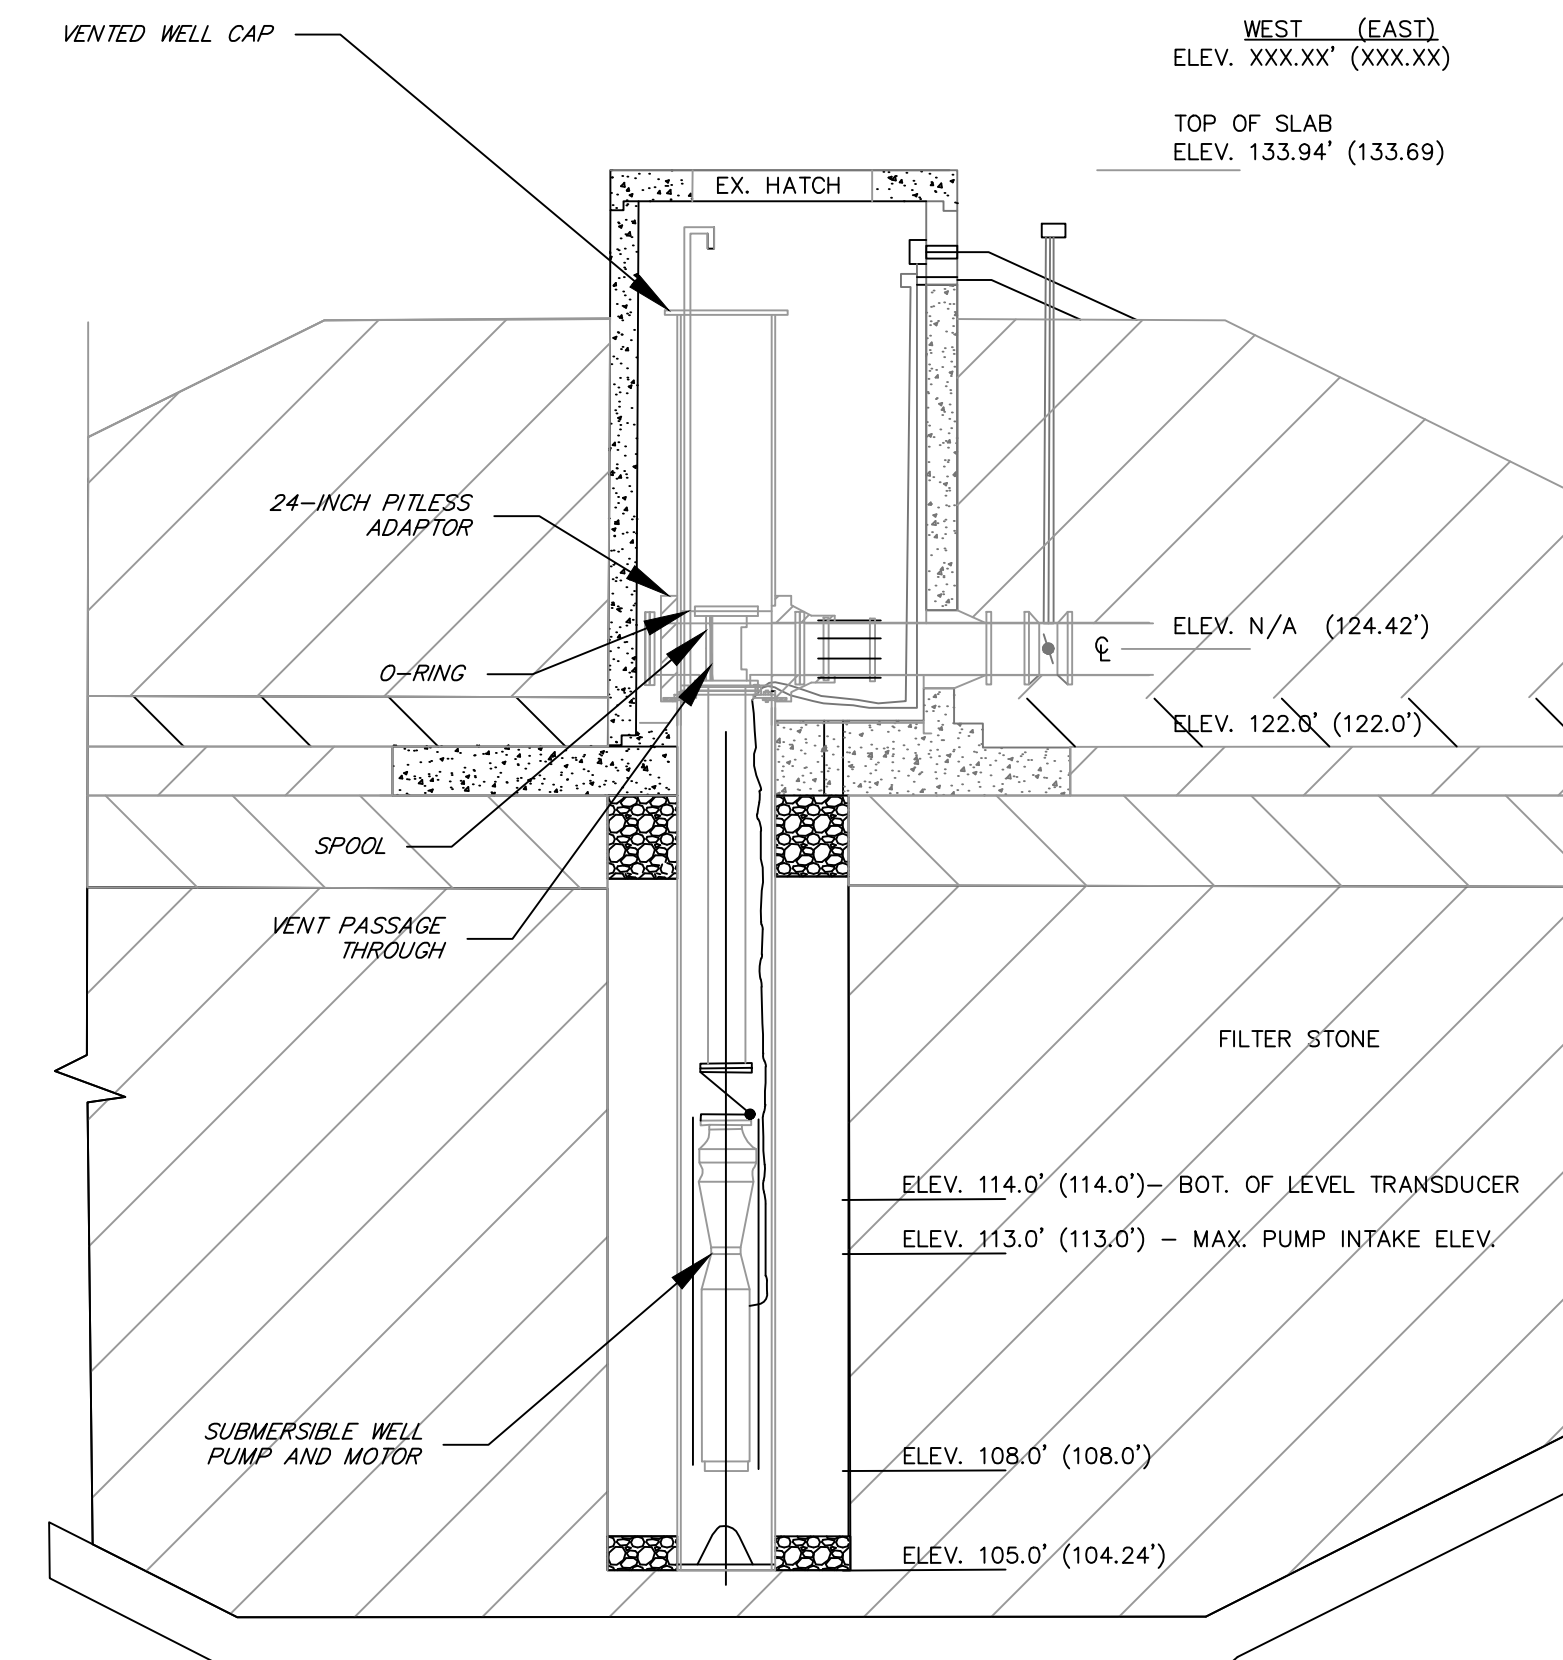 VENTED WELL CAP
WEST (EAST)
ELEV. XXX.XX' (XXX.XX)
TOP OF SLAB
ELEV. 133.94' (133.69)
EX. HATCH
24-INCH PITLESS
ADAPTOR
O-RING
ELEV. N/A (124.42')
℄
ELEV. 122.0' (122.0')
SPOOL
VENT PASSAGE
THROUGH
FILTER STONE
ELEV. 114.0' (114.0')- BOT. OF LEVEL TRANSDUCER
ELEV. 113.0' (113.0') - MAX. PUMP INTAKE ELEV.
SUBMERSIBLE WELL
PUMP AND MOTOR
ELEV. 108.0' (108.0')
ELEV. 105.0' (104.24')